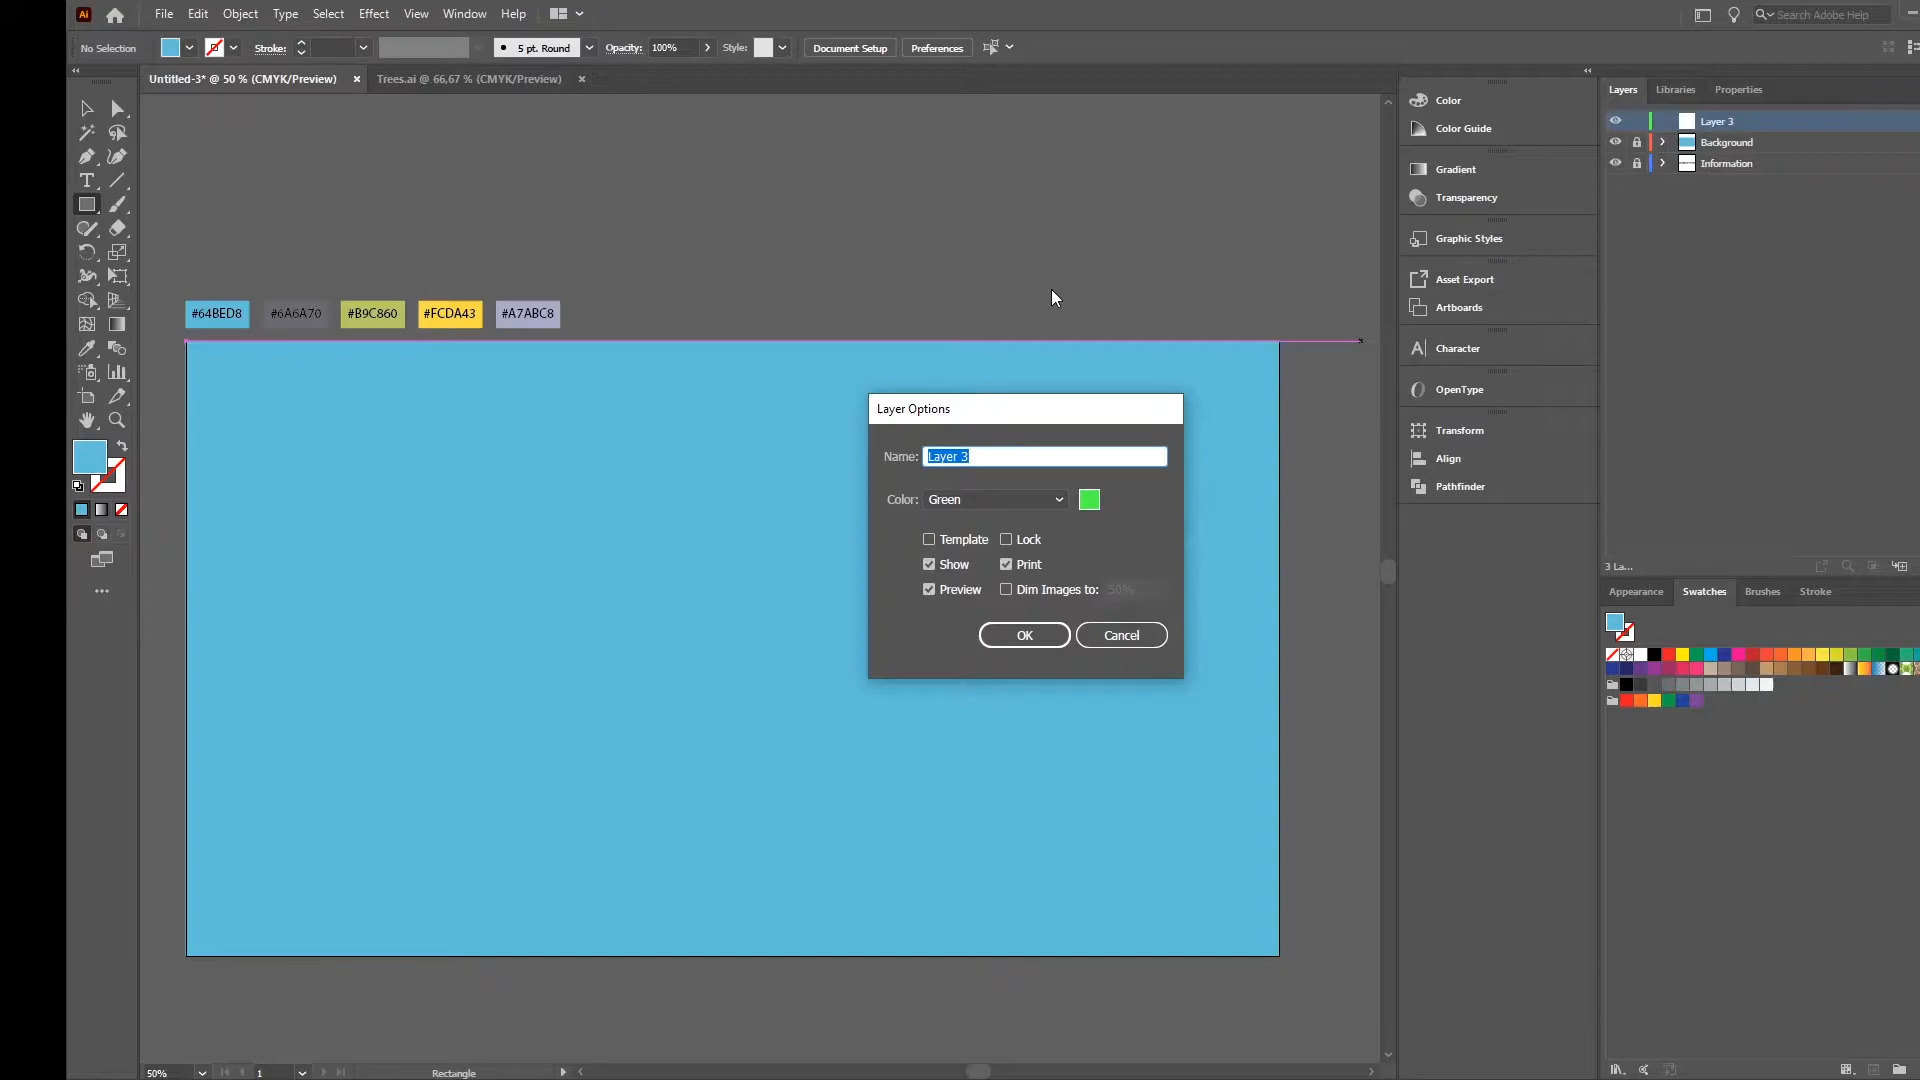 Ai File Edit Object Type Select Effect View Window Help Search Adobe Help
No Selection Stroke: 5 pt. Round Opacity: 100% Style: Document Setup Preferences
Untitled-3* @ 50 % (CMYK/Preview) Trees.ai @ 66,67 % (CMYK/Preview)
#64BED8 #6A6A70 #B9C860 #FCDA43 #A7ABC8
Layer Options
Name: Layer 3
Color: Green
Template Lock
Show Print
Preview Dim Images to: 50%
OK Cancel
Color
Color Guide
Gradient
Transparency
Graphic Styles
Asset Export
Artboards
Character
OpenType
Transform
Align
Pathfinder
Layers Libraries Properties
Layer 3
Background
Information
3 La...
Appearance Swatches Brushes Stroke
50% 1 Rectangle